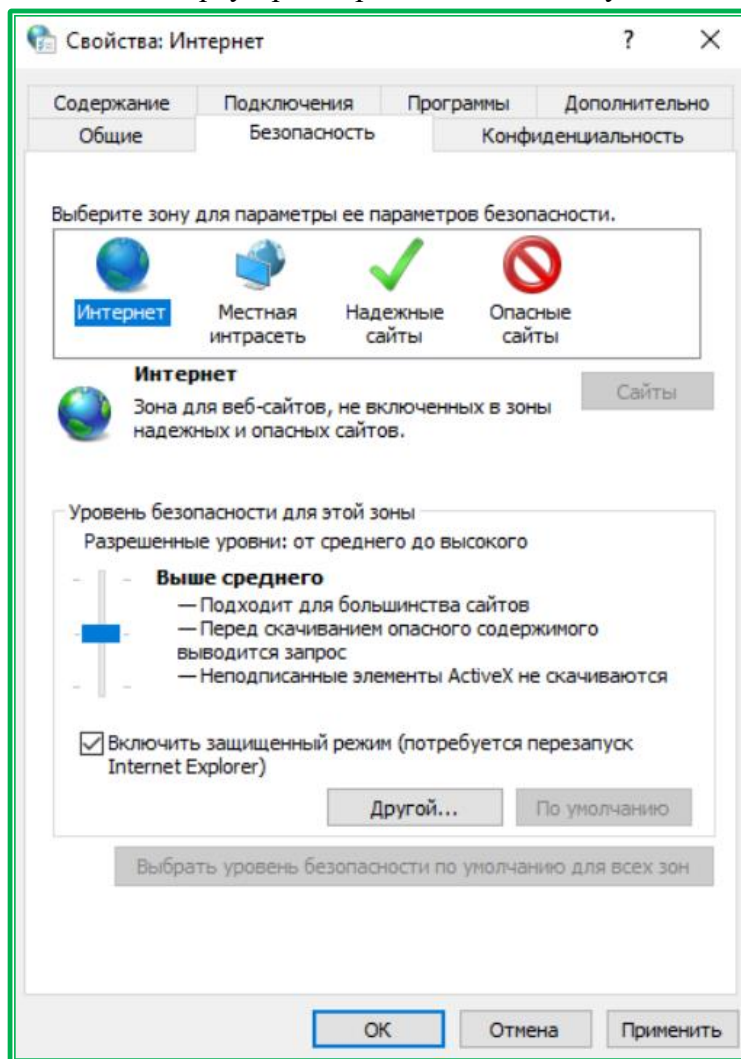 Свойства: Интернет ? ×
Содержание Подключения Программы Дополнительно
Общие Безопасность Конфиденциальность
Выберите зону для параметры ее параметров безопасности.
Интернет Местная интрасеть Надежные сайты Опасные сайты
Интернет
Сайты
Зона для веб-сайтов, не включенных в зоны
надежных и опасных сайтов.
Уровень безопасности для этой зоны
Разрешенные уровни: от среднего до высокого
Выше среднего
— Подходит для большинства сайтов
— Перед скачиванием опасного содержимого
выводится запрос
— Неподписанные элементы ActiveX не скачиваются
Включить защищенный режим (потребуется перезапуск
Internet Explorer)
Другой... По умолчанию
Выбрать уровень безопасности по умолчанию для всех зон
ОК Отмена Применить